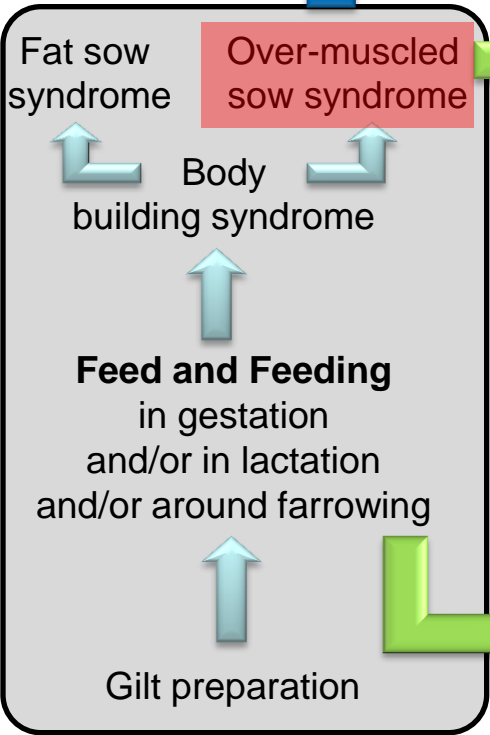 Fat sow
syndrome
Over-muscled
sow syndrome
Body
building syndrome
Feed and Feeding
in gestation
and/or in lactation
and/or around farrowing
Gilt preparation